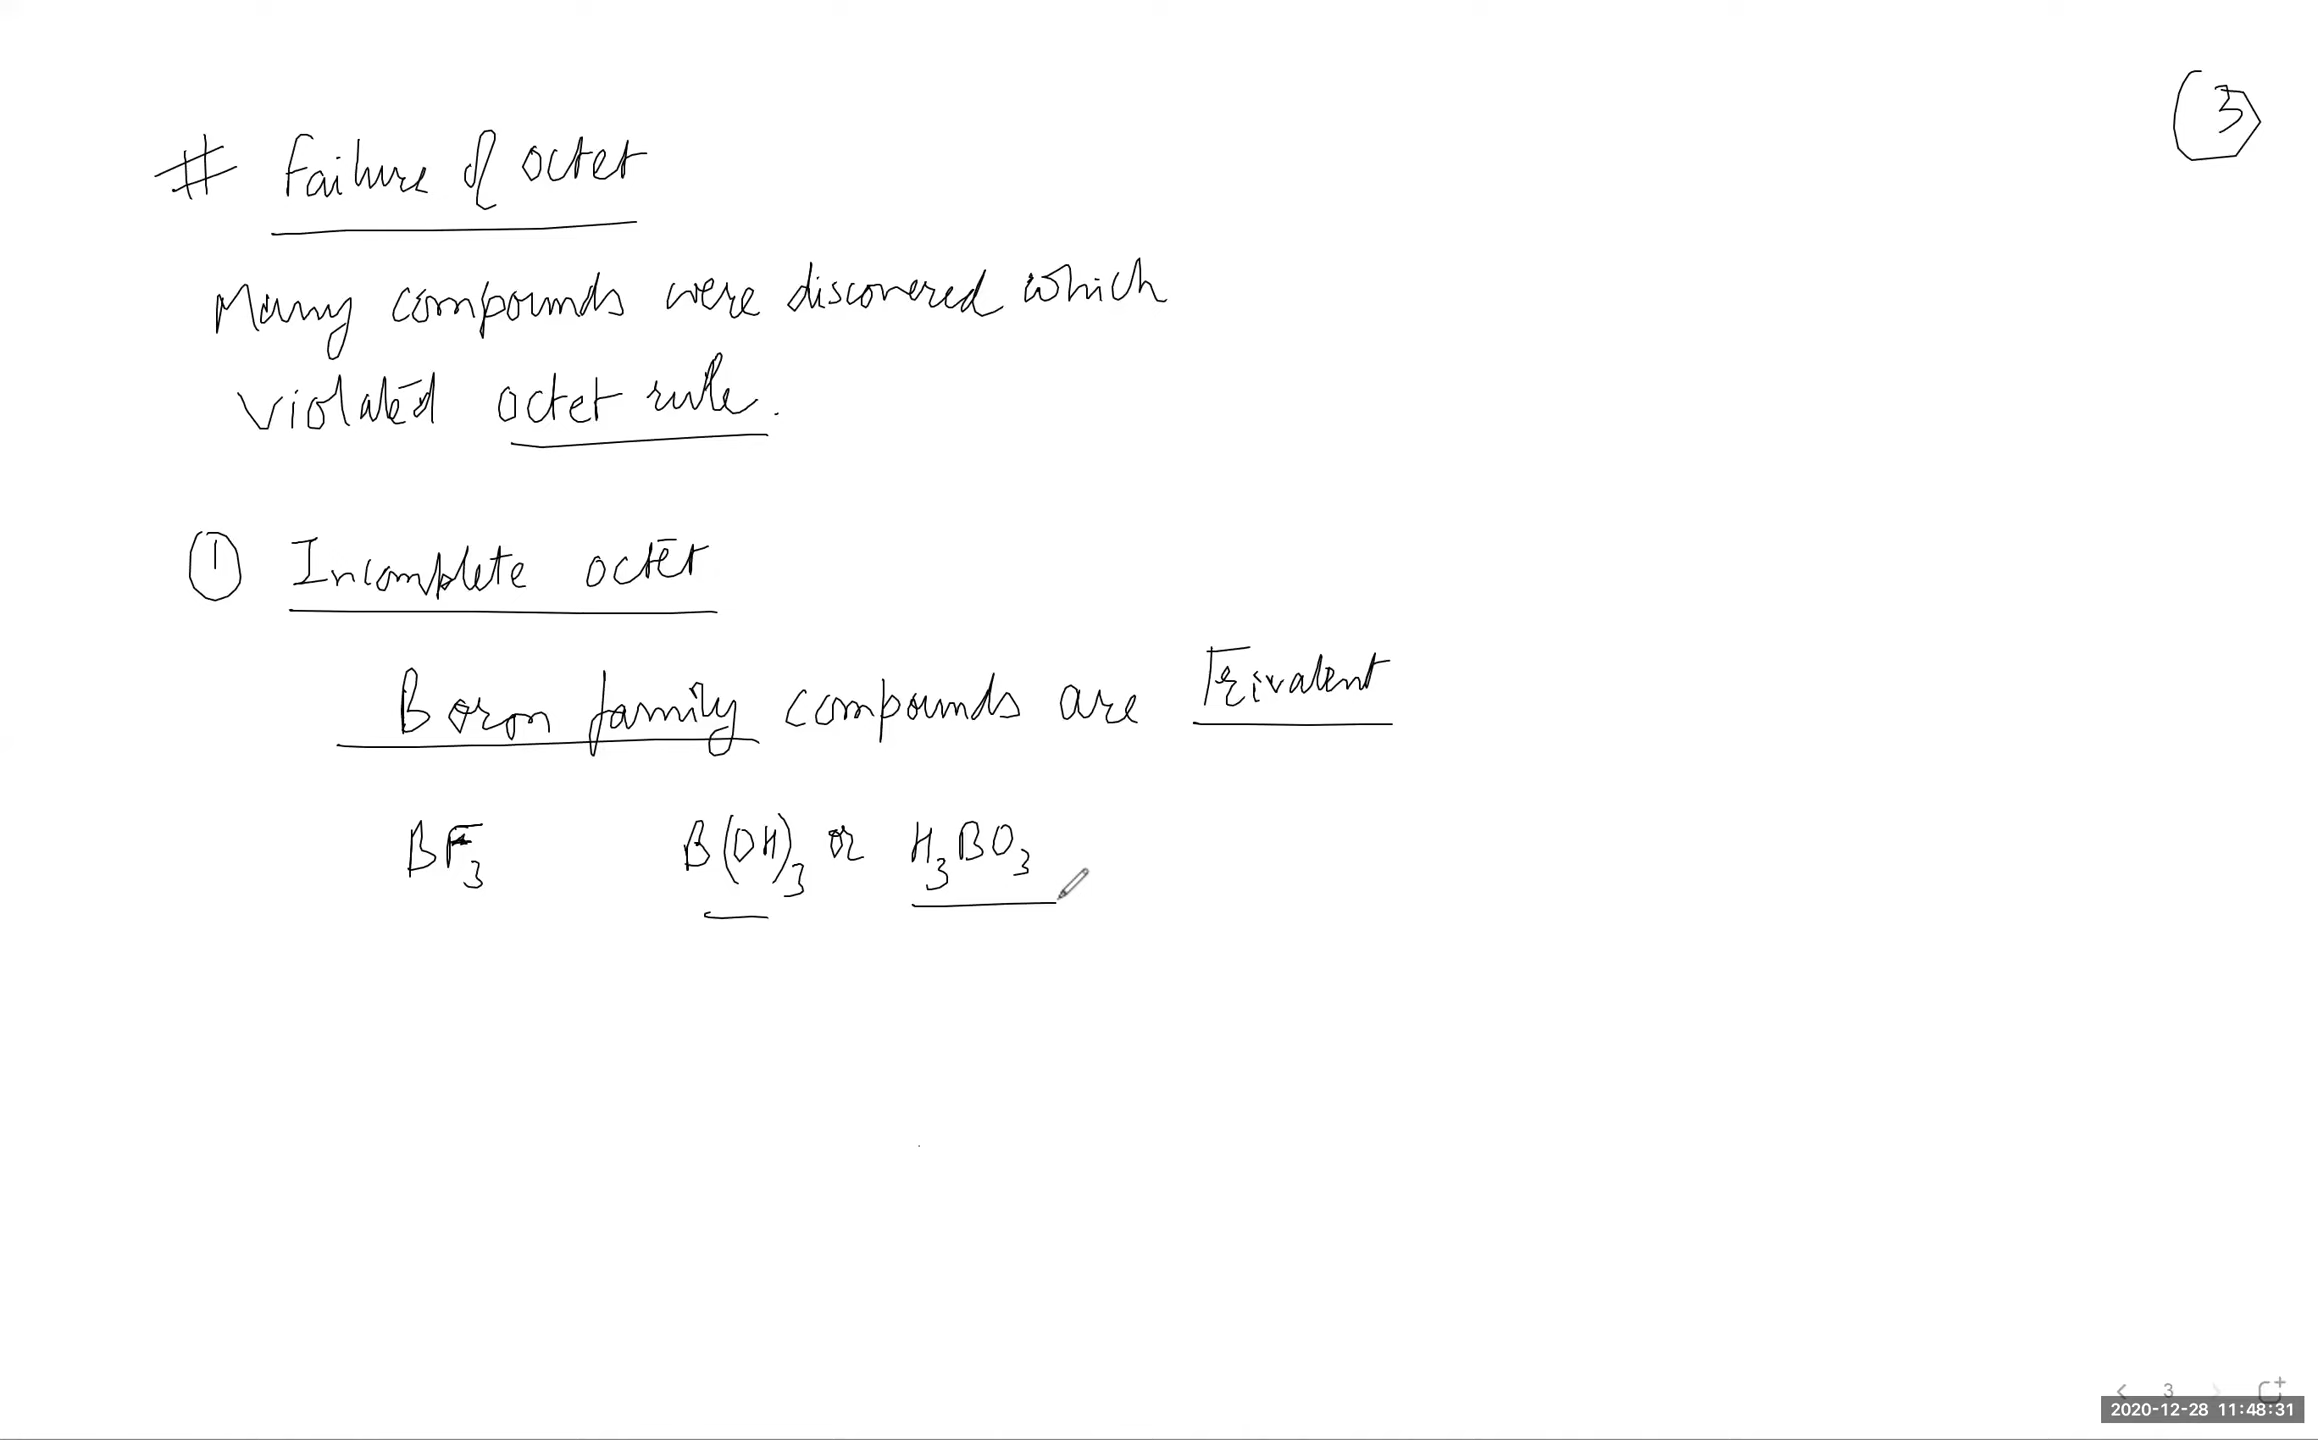 3
# Failure of octet
Many compounds were discovered which
violated octet rule.
① Incomplete octet
Boron family compounds are Trivalent
BF₃ B(OH)₃ or H₃BO₃
< 3 >
2020-12-28 11:48:31